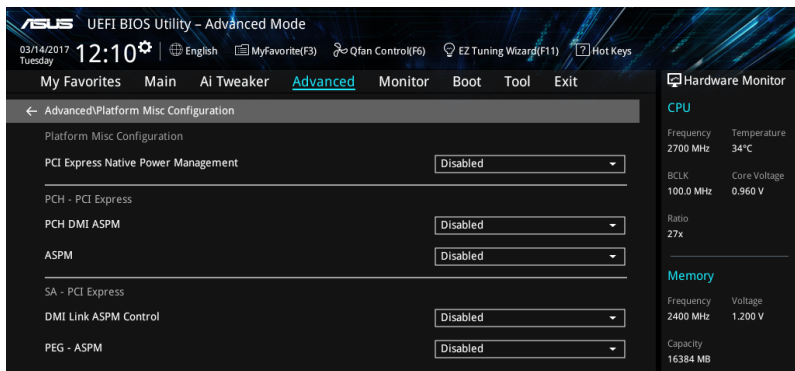 ASUS UEFI BIOS Utility – Advanced Mode
03/14/2017 Tuesday 12:10 English MyFavorite(F3) Qfan Control(F6) EZ Tuning Wizard(F11) ? Hot Keys
My Favorites Main Ai Tweaker Advanced Monitor Boot Tool Exit
← Advanced\Platform Misc Configuration
Platform Misc Configuration
PCI Express Native Power Management Disabled
PCH - PCI Express
PCH DMI ASPM Disabled
ASPM Disabled
SA - PCI Express
DMI Link ASPM Control Disabled
PEG - ASPM Disabled
Hardware Monitor
CPU
Frequency Temperature
2700 MHz 34°C
BCLK Core Voltage
100.0 MHz 0.960 V
Ratio
27x
Memory
Frequency Voltage
2400 MHz 1.200 V
Capacity
16384 MB